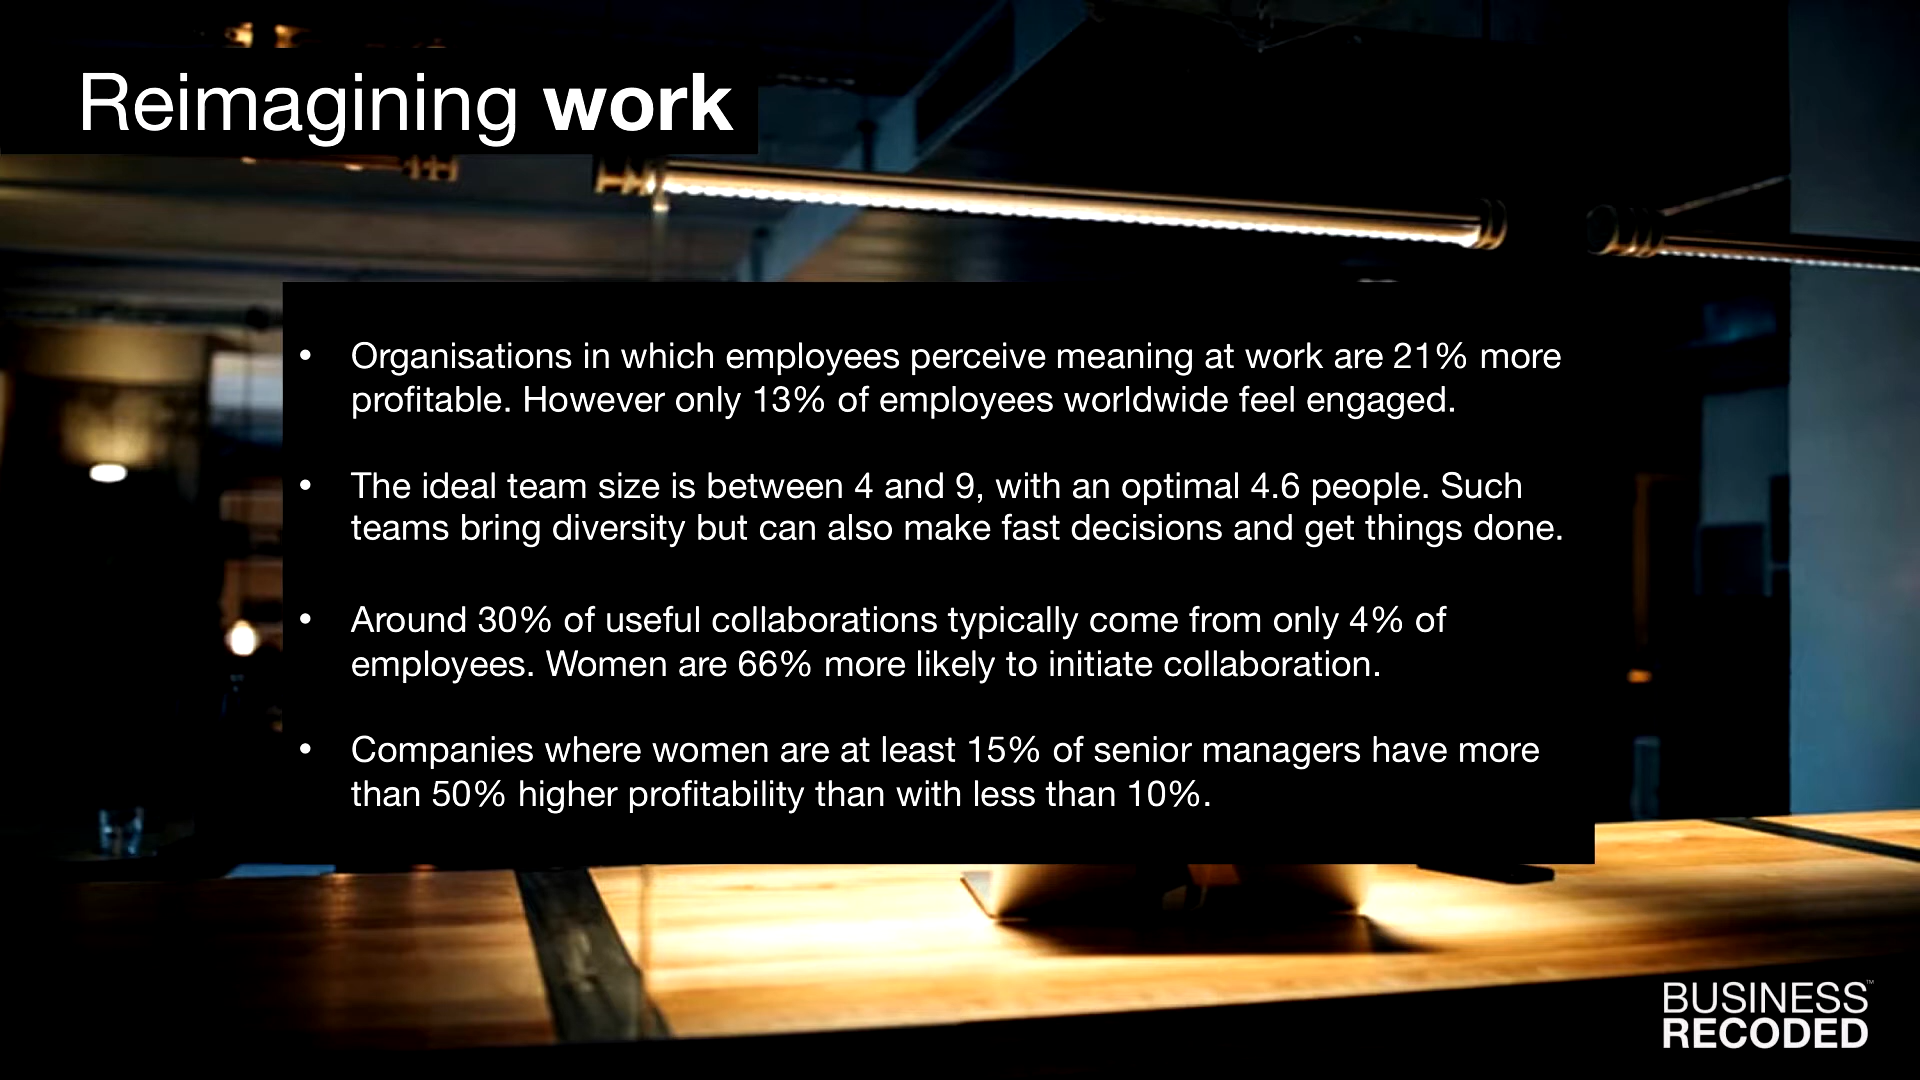 Reimagining work
• Organisations in which employees perceive meaning at work are 21% more
profitable. However only 13% of employees worldwide feel engaged.
• The ideal team size is between 4 and 9, with an optimal 4.6 people. Such
teams bring diversity but can also make fast decisions and get things done.
• Around 30% of useful collaborations typically come from only 4% of
employees. Women are 66% more likely to initiate collaboration.
• Companies where women are at least 15% of senior managers have more
than 50% higher profitability than with less than 10%.
BUSINESS™
RECODED